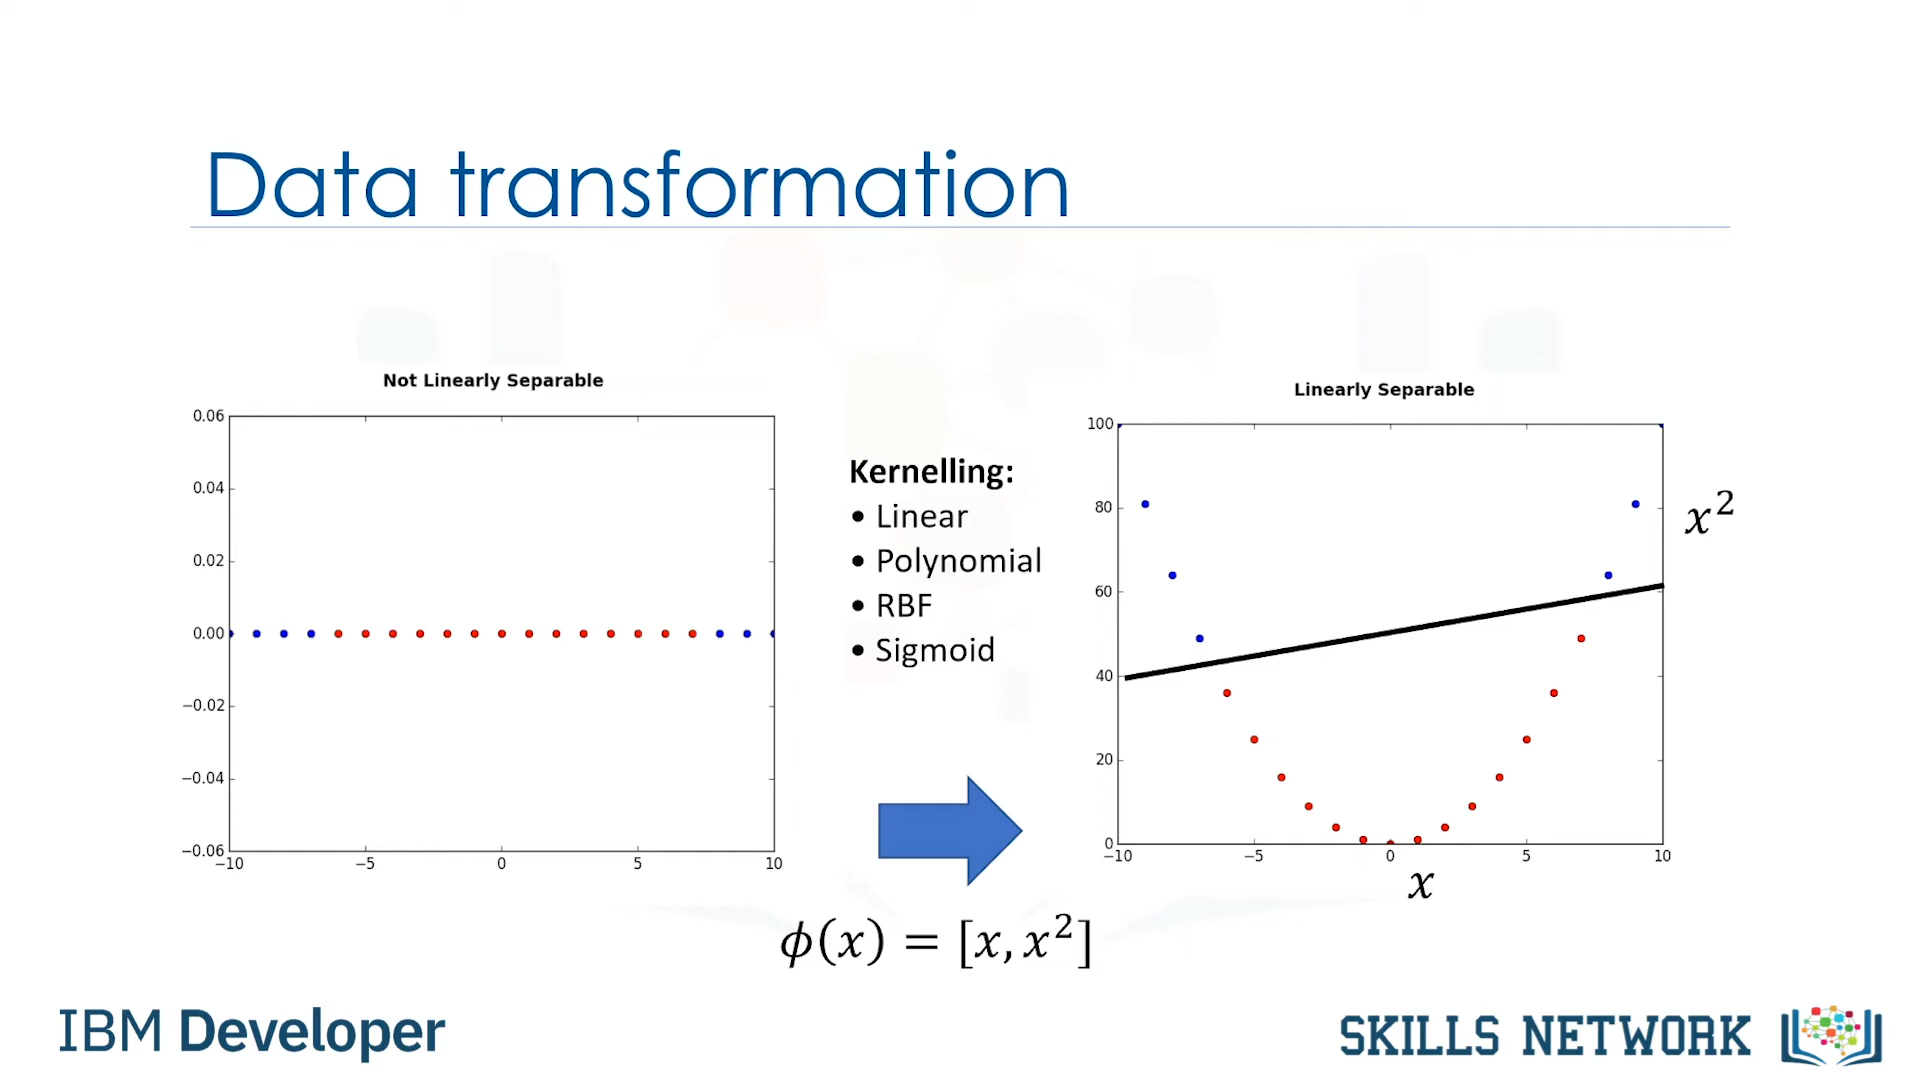 Data transformation
Not Linearly Separable
0.06
0.04
0.02
0.00
−0.02
−0.04
−0.06
−10 −5 0 5 10
Kernelling:
• Linear
• Polynomial
• RBF
• Sigmoid
ϕ(x) = [x, x²]
Linearly Separable
100
80
60
40
20
0
−10 −5 0 5 10
x
x²
IBM Developer
SKILLS NETWORK